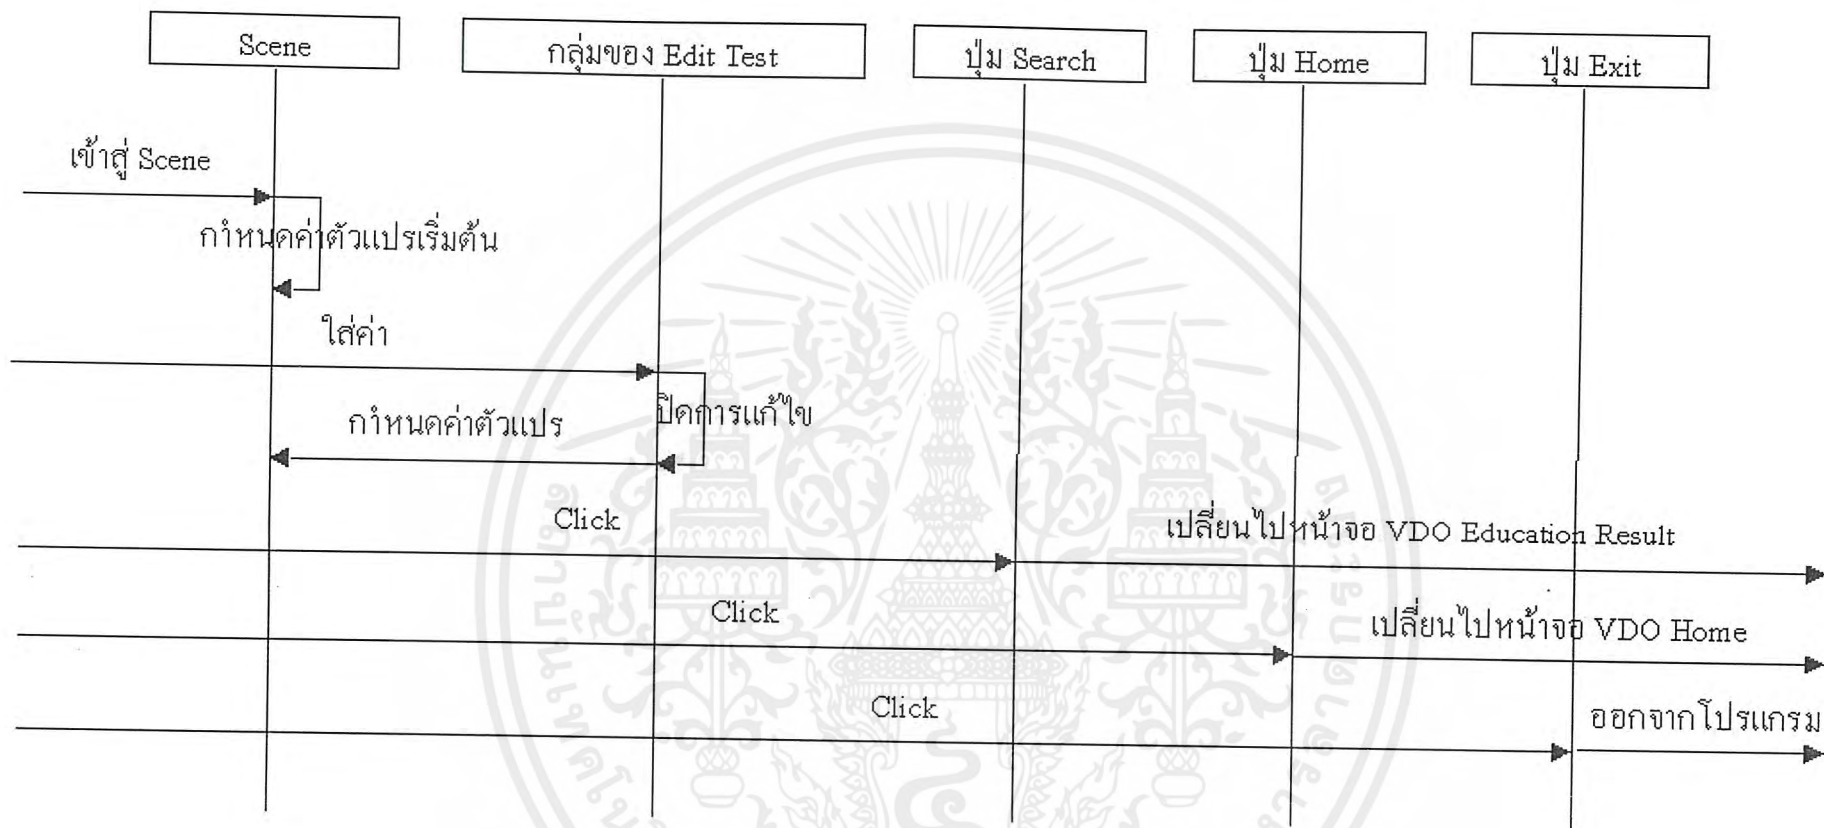 Scene
กลุ่มของ Edit Test
ปุ่ม Search
ปุ่ม Home
ปุ่ม Exit
เข้าสู่ Scene
กำหนดค่าตัวแปรเริ่มต้น
ใส่ค่า
กำหนดค่าตัวแปร
ปิดการแก้ไข
Click
เปลี่ยนไปหน้าจอ VDO Education Result
Click
เปลี่ยนไปหน้าจอ VDO Home
Click
ออกจากโปรแกรม